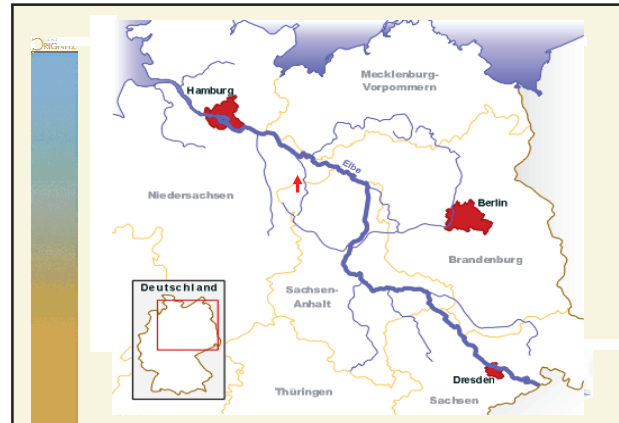 Mecklenburg-
Vorpommern
Hamburg
Elbe
Niedersachsen
Berlin
Brandenburg
Deutschland
Sachsen-
Anhalt
Dresden
Thüringen
Sachsen